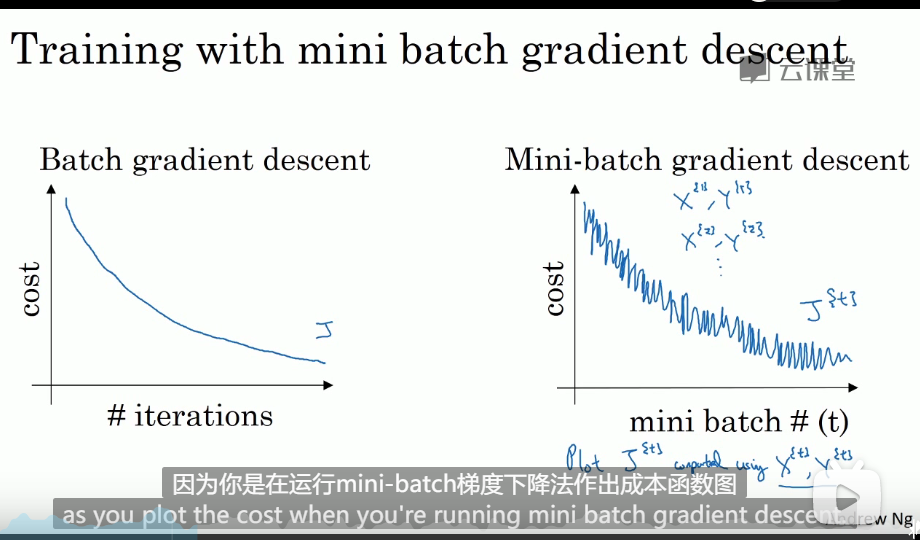 Training with mini batch gradient descent
云课堂
Batch gradient descent
cost
J
# iterations
Mini-batch gradient descent
X^{1}, Y^{1}
X^{2}, Y^{2}
⋮
cost
J^{t}
mini batch # (t)
Plot J^{t} computed using X^{t}, Y^{t}
因为你是在运行mini-batch梯度下降法作出成本函数图
as you plot the cost when you're running mini batch gradient descent
Andrew Ng